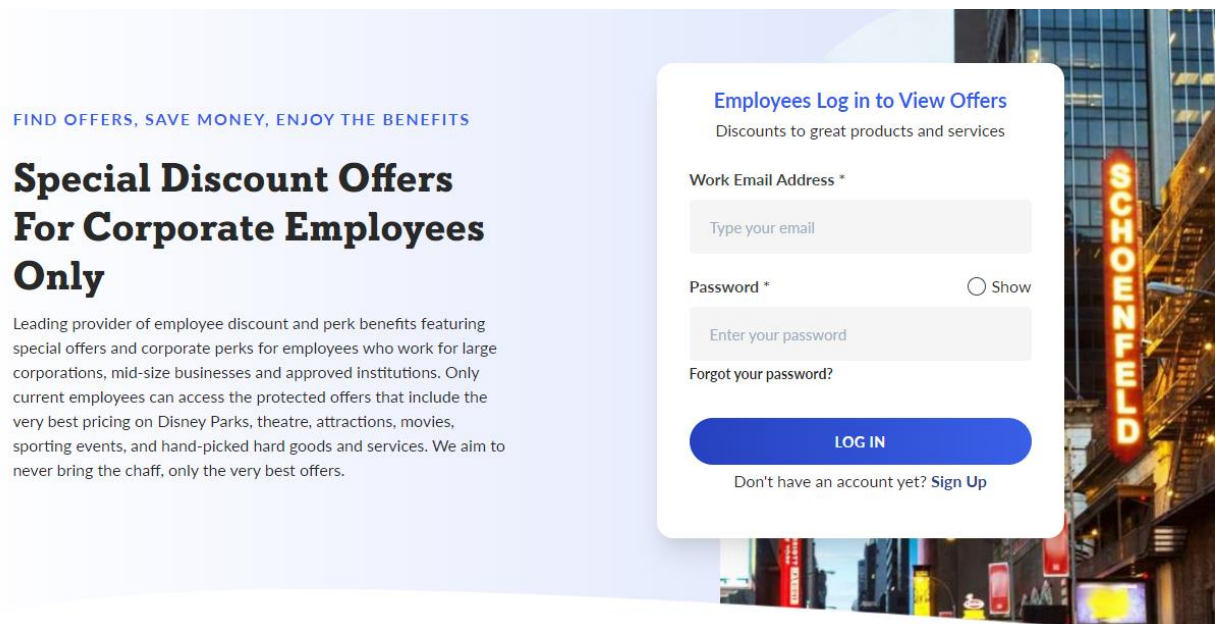 FIND OFFERS, SAVE MONEY, ENJOY THE BENEFITS
Special Discount Offers
For Corporate Employees
Only
Leading provider of employee discount and perk benefits featuring
special offers and corporate perks for employees who work for large
corporations, mid-size businesses and approved institutions. Only
current employees can access the protected offers that include the
very best pricing on Disney Parks, theatre, attractions, movies,
sporting events, and hand-picked hard goods and services. We aim to
never bring the chaff, only the very best offers.
Employees Log in to View Offers
Discounts to great products and services
Work Email Address *
Type your email
Password *
Show
Enter your password
Forgot your password?
LOG IN
Don't have an account yet? Sign Up
SCHOENFELD